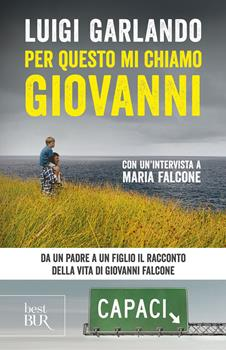 LUIGI GARLANDO
PER QUESTO MI CHIAMO
GIOVANNI
CON UN'INTERVISTA A
MARIA FALCONE
DA UN PADRE A UN FIGLIO IL RACCONTO
DELLA VITA DI GIOVANNI FALCONE
best
BUR
CAPACI